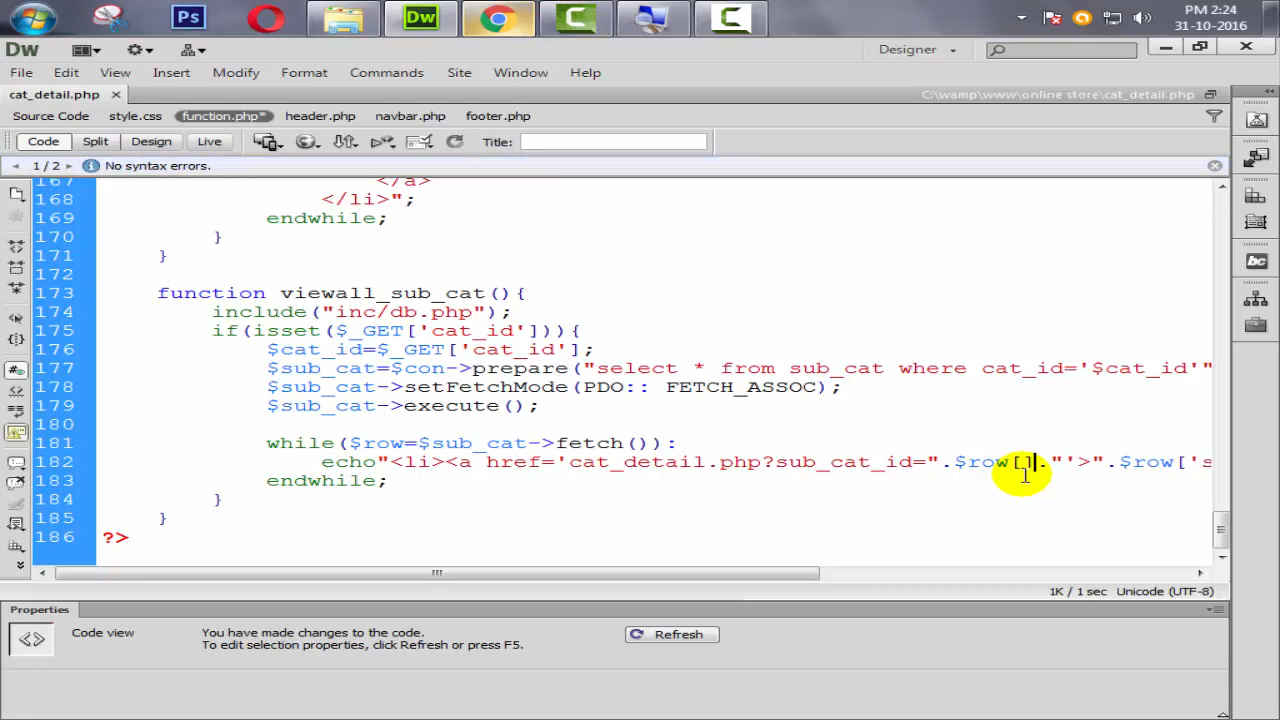 Ps
Dw
PM 2:24
31-10-2016
Dw
Designer
File Edit View Insert Modify Format Commands Site Window Help
cat_detail.php
C:\wamp\www\online store\cat_detail.php
Source Code style.css function.php* header.php navbar.php footer.php
Code Split Design Live Title:
1/2 No syntax errors.
167 </a>
168 </li>";
169 endwhile;
170 }
171 }
172
173 function viewall_sub_cat(){
174 include("inc/db.php");
175 if(isset($_GET['cat_id'])){
176 $cat_id=$_GET['cat_id'];
177 $sub_cat=$con->prepare("select * from sub_cat where cat_id='$cat_id'"
178 $sub_cat->setFetchMode(PDO:: FETCH_ASSOC);
179 $sub_cat->execute();
180
181 while($row=$sub_cat->fetch()):
182 echo"<li><a href='cat_detail.php?sub_cat_id=".$row[]."'>".$row['s
183 endwhile;
184 }
185 }
186 ?>
1K / 1 sec Unicode (UTF-8)
Properties
Code view
You have made changes to the code.
To edit selection properties, click Refresh or press F5.
Refresh
bc